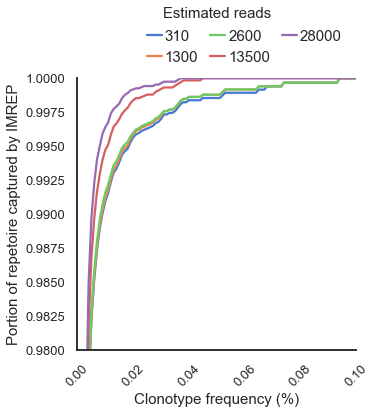 Estimated reads
310 2600 28000
1300 13500
Portion of repetoire captured by IMREP
1.0000
0.9975
0.9950
0.9925
0.9900
0.9875
0.9850
0.9825
0.9800
0.00 0.02 0.04 0.06 0.08 0.10
Clonotype frequency (%)